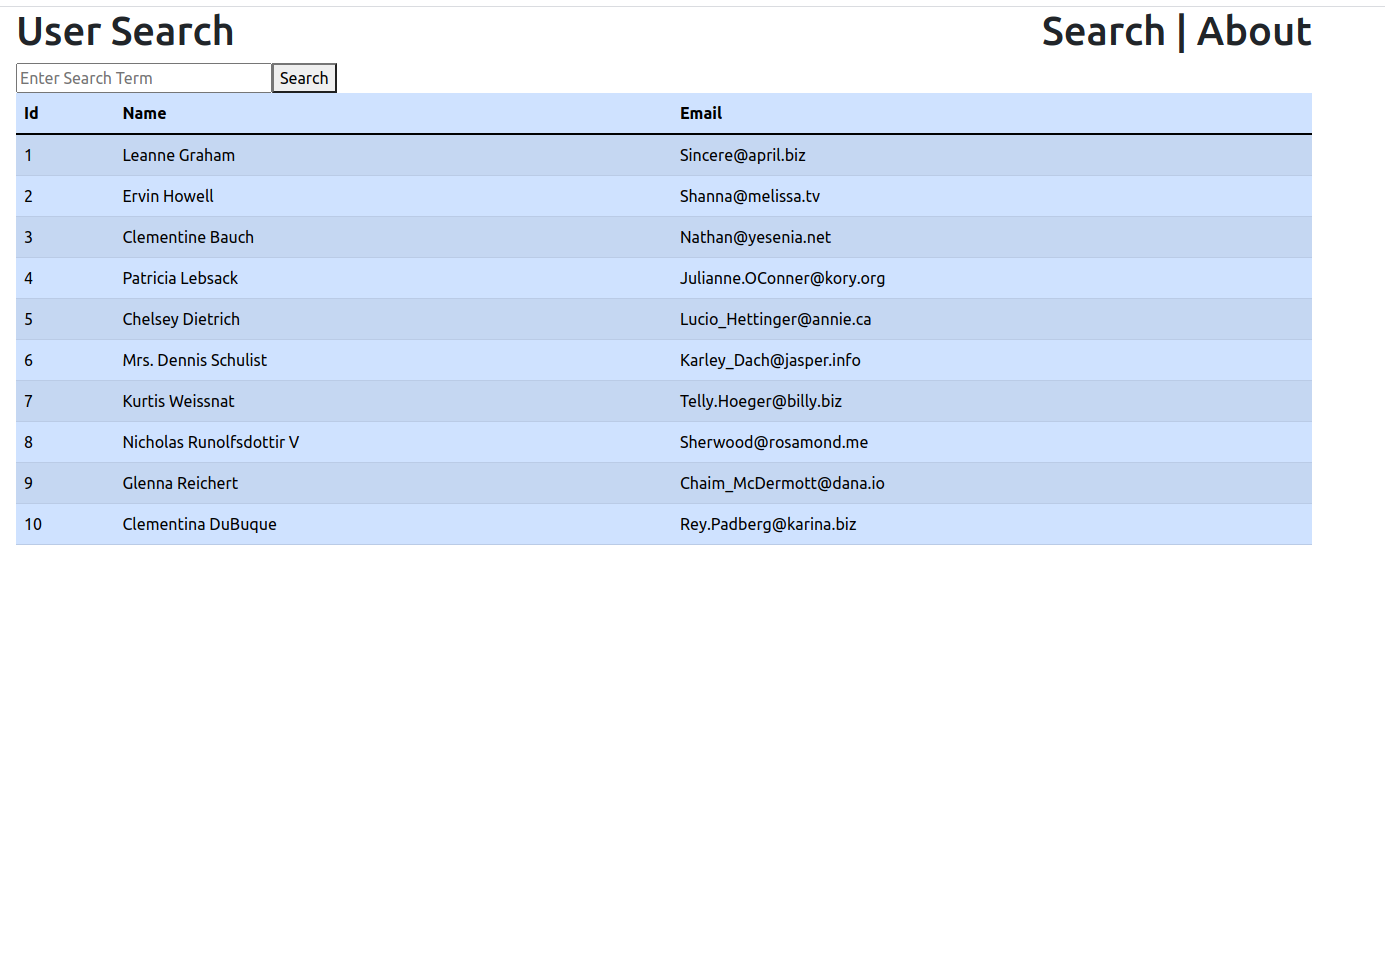 User Search Search | About
Enter Search Term Search
Id Name Email
1 Leanne Graham Sincere@april.biz
2 Ervin Howell Shanna@melissa.tv
3 Clementine Bauch Nathan@yesenia.net
4 Patricia Lebsack Julianne.OConner@kory.org
5 Chelsey Dietrich Lucio_Hettinger@annie.ca
6 Mrs. Dennis Schulist Karley_Dach@jasper.info
7 Kurtis Weissnat Telly.Hoeger@billy.biz
8 Nicholas Runolfsdottir V Sherwood@rosamond.me
9 Glenna Reichert Chaim_McDermott@dana.io
10 Clementina DuBuque Rey.Padberg@karina.biz